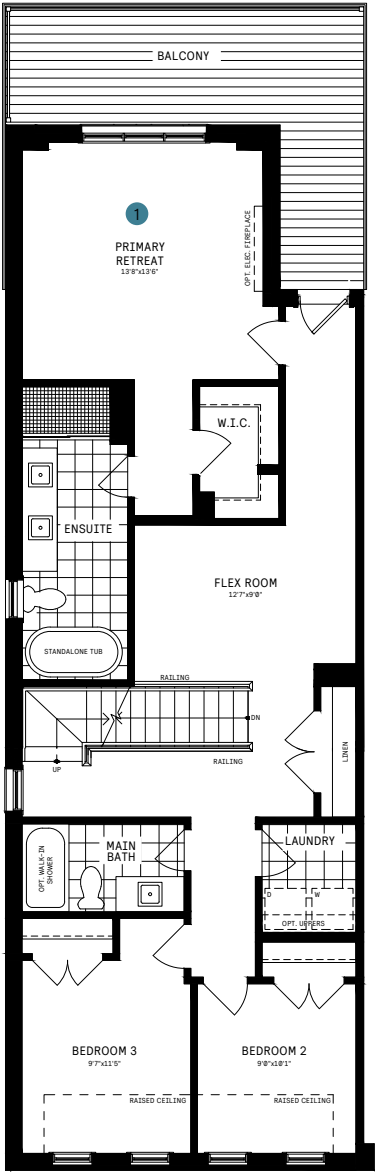 BALCONY
1
PRIMARY
RETREAT
13'8"x13'6"
OPT. ELEC. FIREPLACE
W.I.C.
ENSUITE
FLEX ROOM
12'7"x9'0"
STANDALONE TUB
RAILING
DN
UP
RAILING
LINEN
OPT. WALK-IN
SHOWER
MAIN
BATH
LAUNDRY
D
W
OPT. UPPERS
BEDROOM 3
9'7"x11'5"
BEDROOM 2
9'0"x10'1"
RAISED CEILING
RAISED CEILING